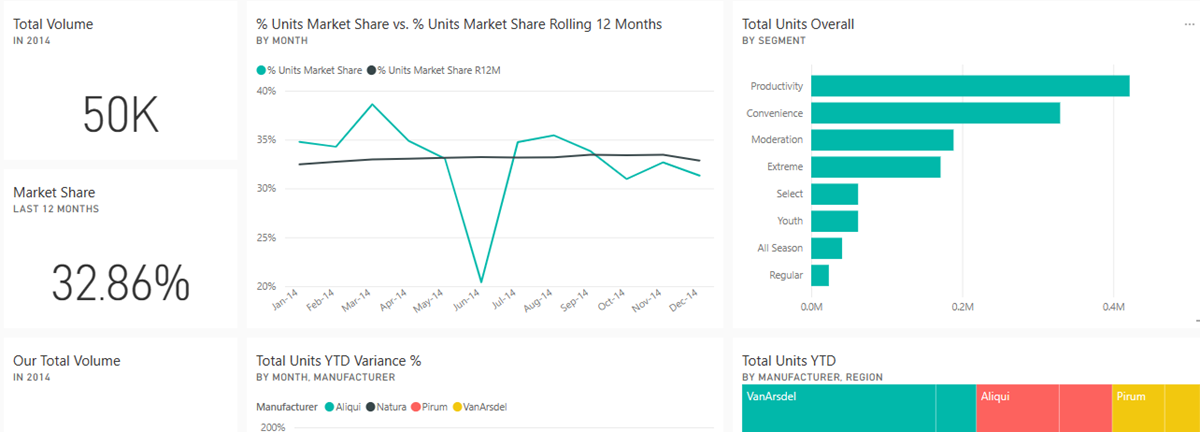 Total Volume
IN 2014
50K
Market Share
LAST 12 MONTHS
32.86%
Our Total Volume
IN 2014
% Units Market Share vs. % Units Market Share Rolling 12 Months
BY MONTH
% Units Market Share % Units Market Share R12M
40%
35%
30%
25%
20%
Jan-14 Feb-14 Mar-14 Apr-14 May-14 Jun-14 Jul-14 Aug-14 Sep-14 Oct-14 Nov-14 Dec-14
Total Units YTD Variance %
BY MONTH, MANUFACTURER
Manufacturer Aliqui Natura Pirum VanArsdel
200%
Total Units Overall
BY SEGMENT
Productivity
Convenience
Moderation
Extreme
Select
Youth
All Season
Regular
0.0M 0.2M 0.4M
Total Units YTD
BY MANUFACTURER, REGION
VanArsdel Aliqui Pirum